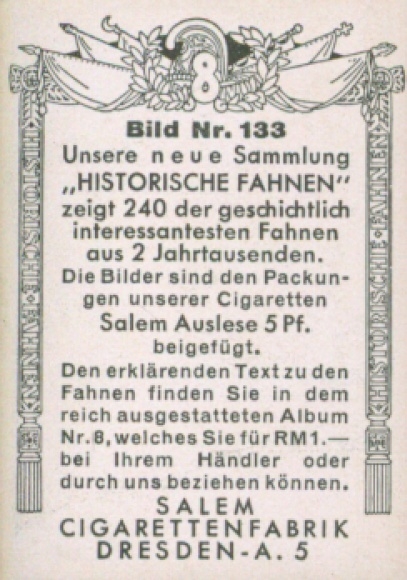 8
Bild Nr. 133
Unsere neue Sammlung
„HISTORISCHE FAHNEN“
zeigt 240 der geschichtlich
interessantesten Fahnen
aus 2 Jahrtausenden.
Die Bilder sind den Packun-
gen unserer Cigaretten
Salem Auslese 5 Pf.
beigefügt.
Den erklärenden Text zu den
Fahnen finden Sie in dem
reich ausgestatteten Album
Nr. 8, welches Sie für RM1.—
bei Ihrem Händler oder
durch uns beziehen können.
SALEM
CIGARETTENFABRIK
DRESDEN-A. 5
HISTORISCHE FAHNEN
HISTORISCHE FAHNEN